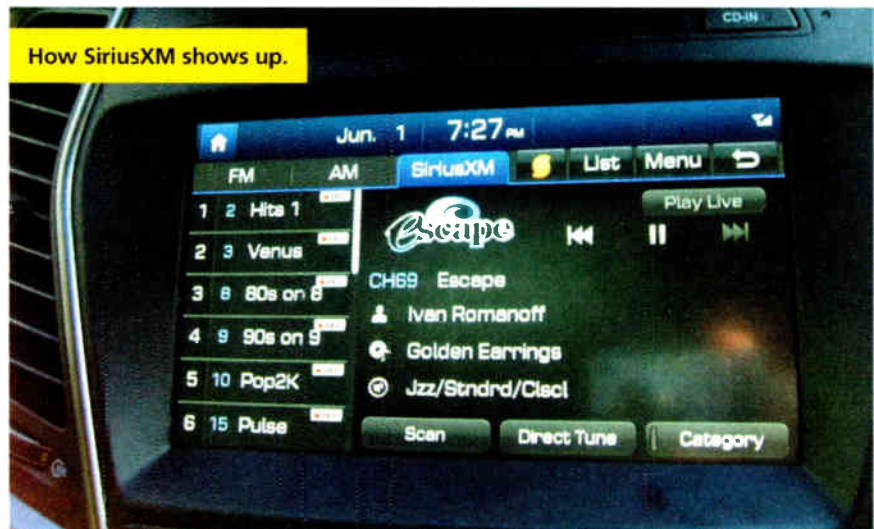 CD-IN
How SiriusXM shows up.
Jun. 1 7:27 PM
FM AM SiriusXM List Menu
1 2 Hits 1
2 3 Venus
3 8 80s on 8
4 9 90s on 9
5 10 Pop2K
6 15 Pulse
Play Live
escape
CH69 Escape
Ivan Romanoff
Golden Earrings
Jzz/Stndrd/Clscl
Scan Direct Tune Category